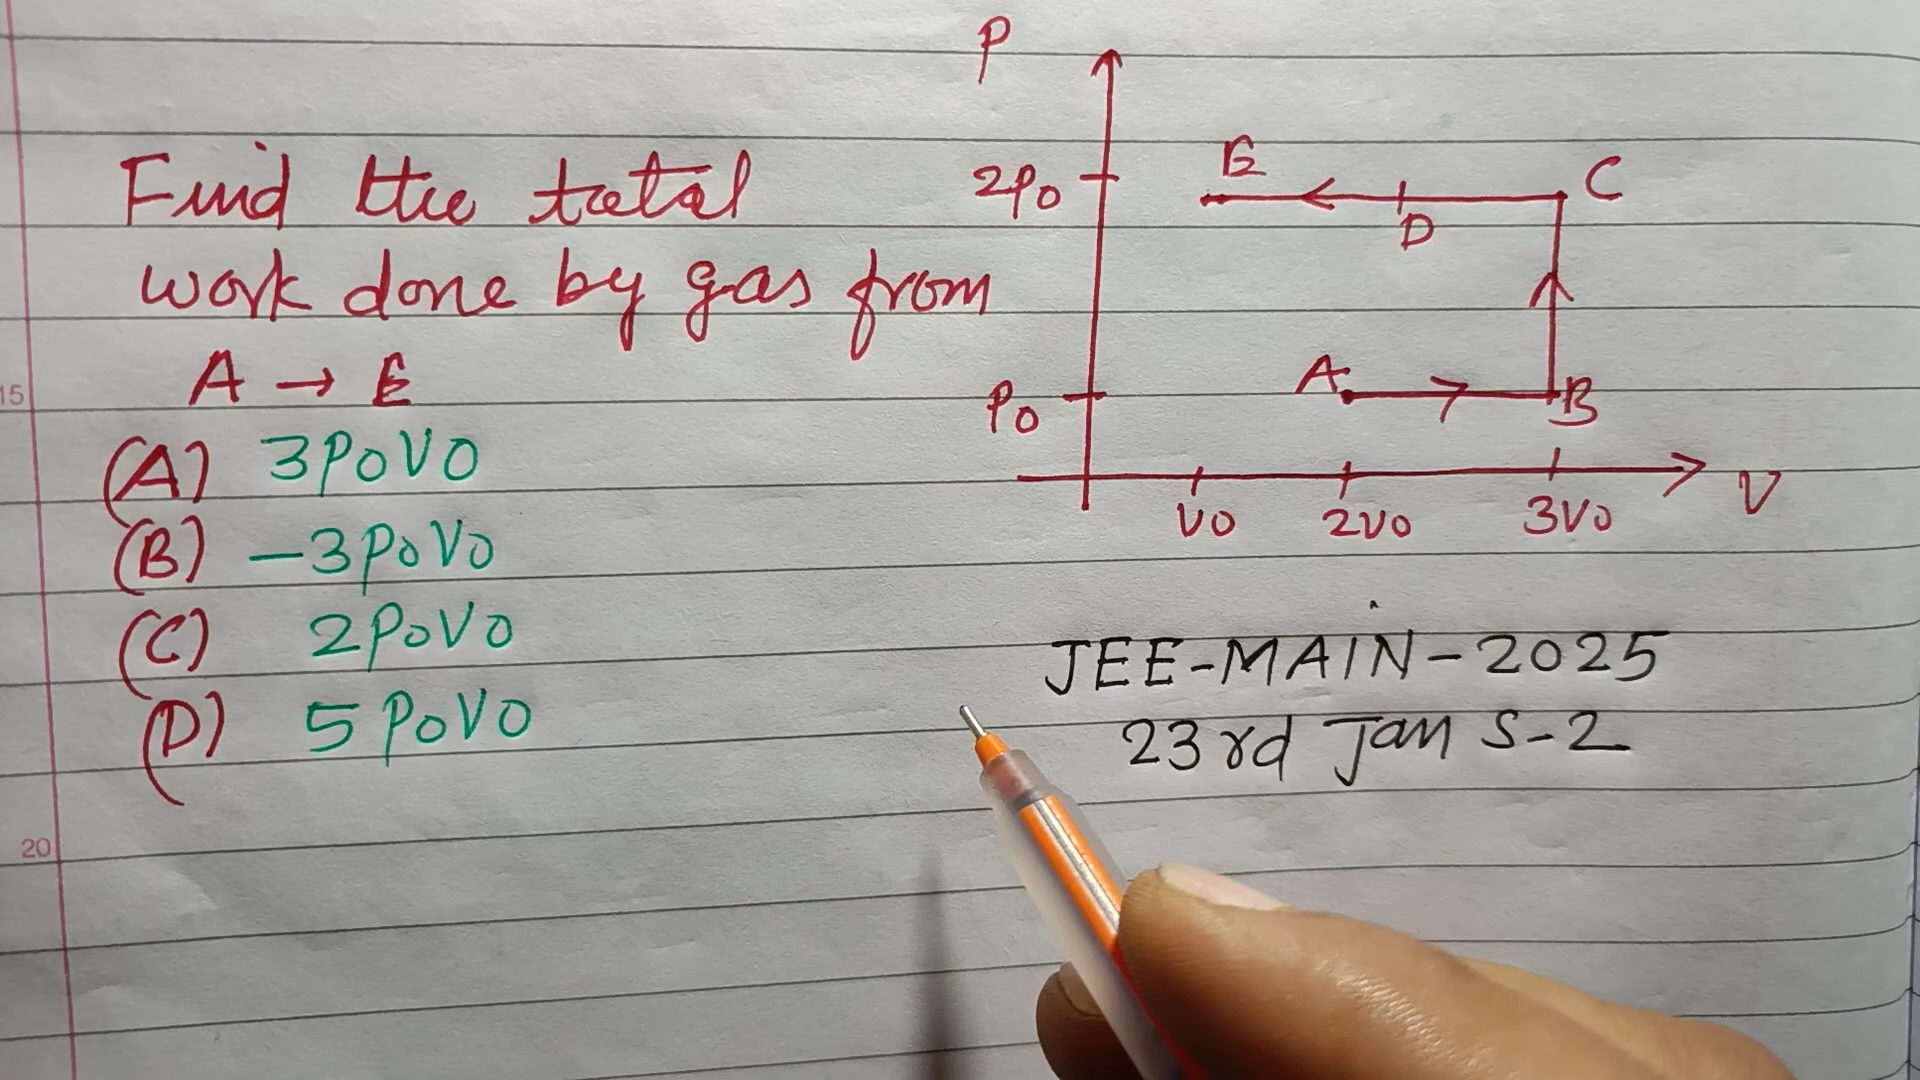 Find the total
work done by gas from
A → E
(A) 3P0V0
(B) -3P0V0
(C) 2P0V0
(D) 5P0V0
P
2P0
E
D
C
P0
A
B
V0
2V0
3V0
V
JEE-MAIN-2025
23rd Jan S-2
15
20